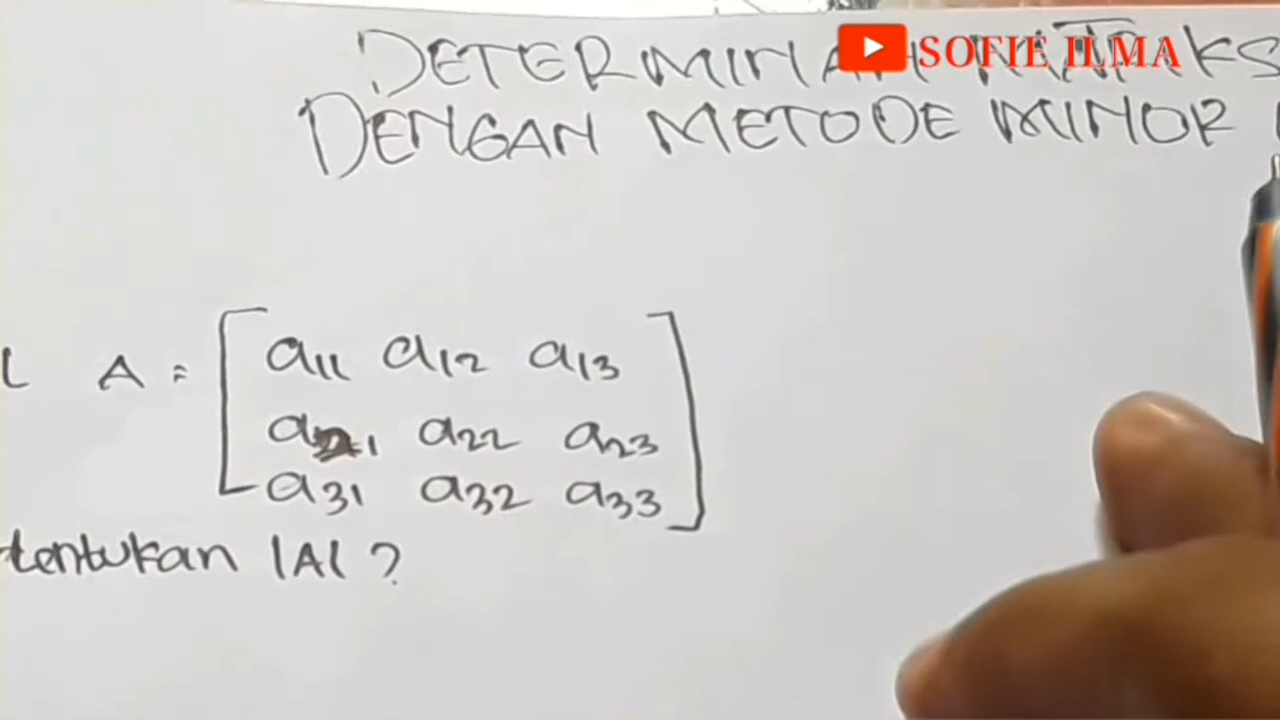 DETERMINAN MATRIKS
SOFIE ILMA
DENGAN METODE MINOR
A = [ a11 a12 a13
a21 a22 a23
a31 a32 a33 ]
tentukan |A| ?